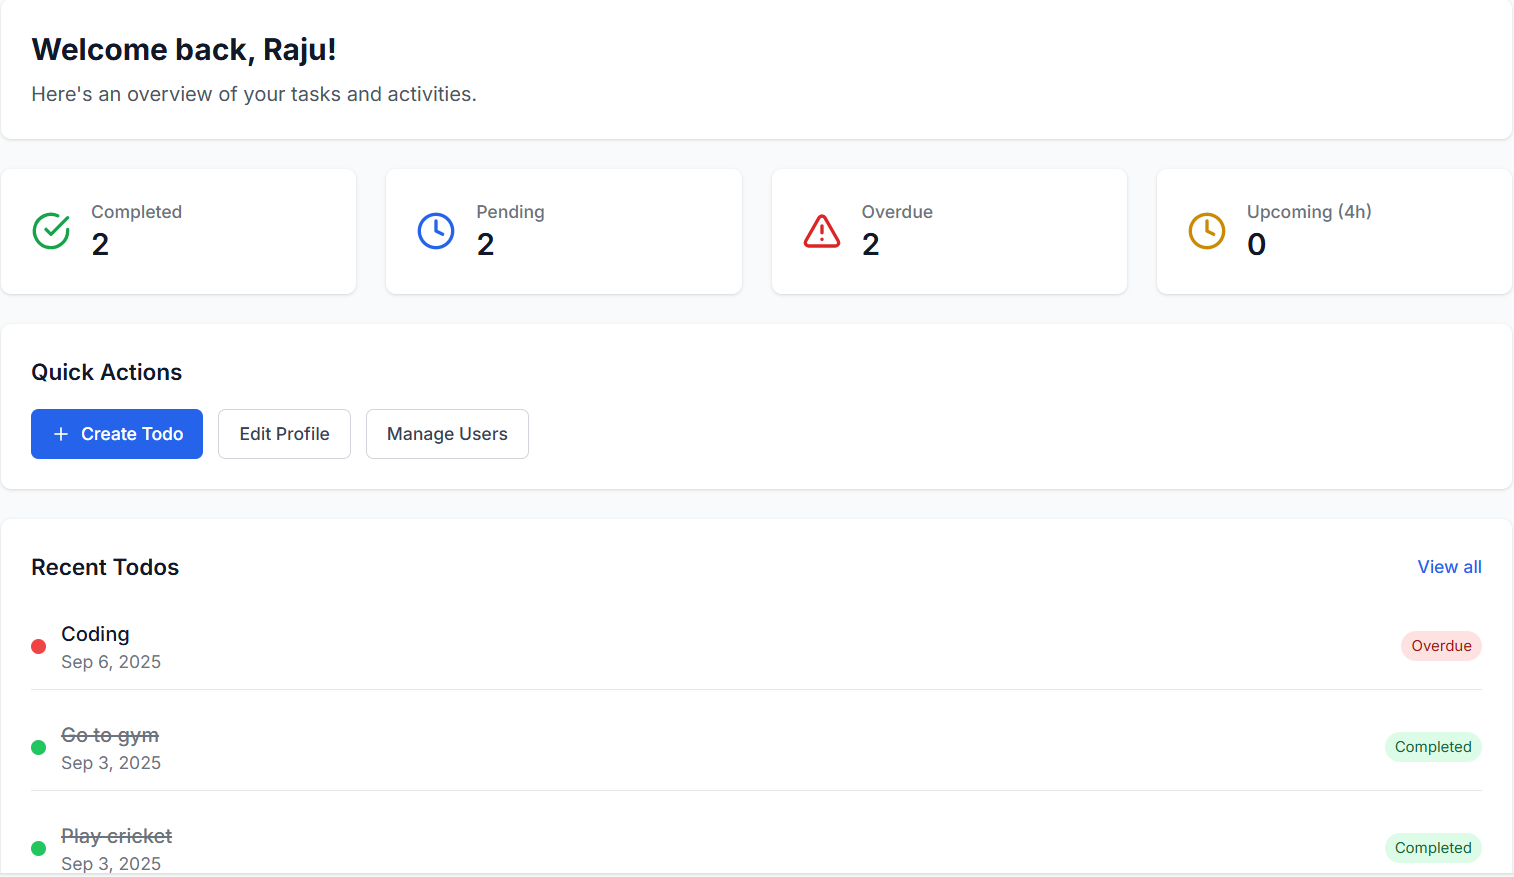 Welcome back, Raju!
Here's an overview of your tasks and activities.
Completed
2
Pending
2
Overdue
2
Upcoming (4h)
0
Quick Actions
+ Create Todo
Edit Profile
Manage Users
Recent Todos
View all
Coding
Sep 6, 2025
Overdue
Go to gym
Sep 3, 2025
Completed
Play cricket
Sep 3, 2025
Completed